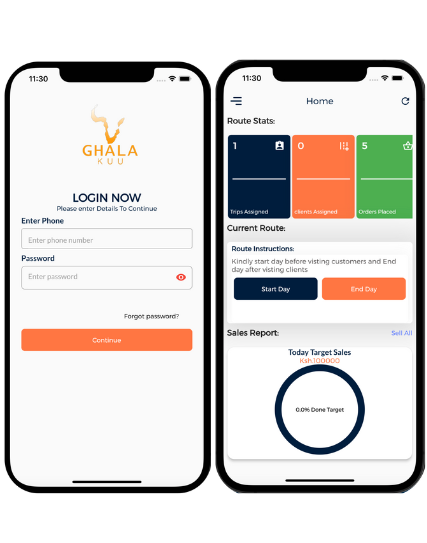 11:30
GHALA
KUU
LOGIN NOW
Please enter Details To Continue
Enter Phone
Enter phone number
Password
Enter password
Forgot password?
Continue
11:30
Home
Route Stats:
1
0
5
Trips Assigned
clients Assigned
Orders Placed
Current Route:
Route Instructions:
Kindly start day before visting customers and End
day after visting clients
Start Day
End Day
Sales Report:
Sell All
Today Target Sales
Ksh.100000
0.0% Done Target